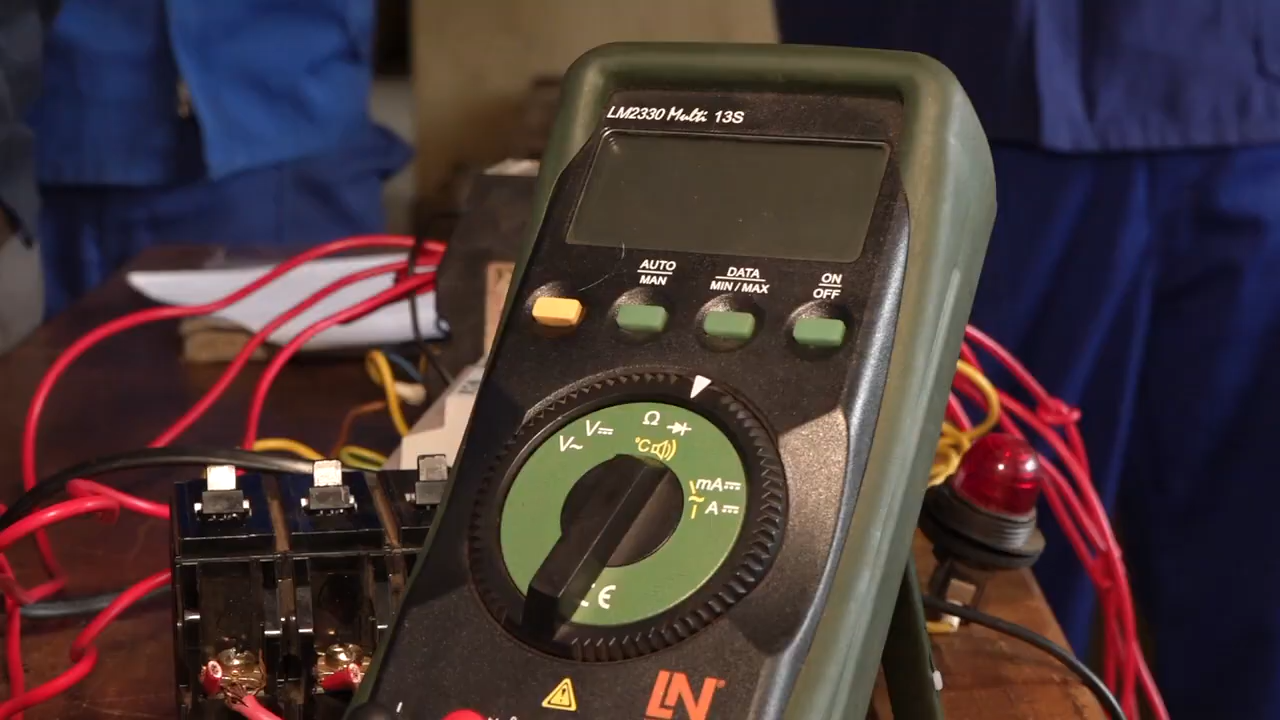 LM2330 Multi 13S
AUTO
MAN
DATA
MIN / MAX
ON
OFF
V~
V⎓
Ω
°C
mA⎓
A⎓
CE
LN